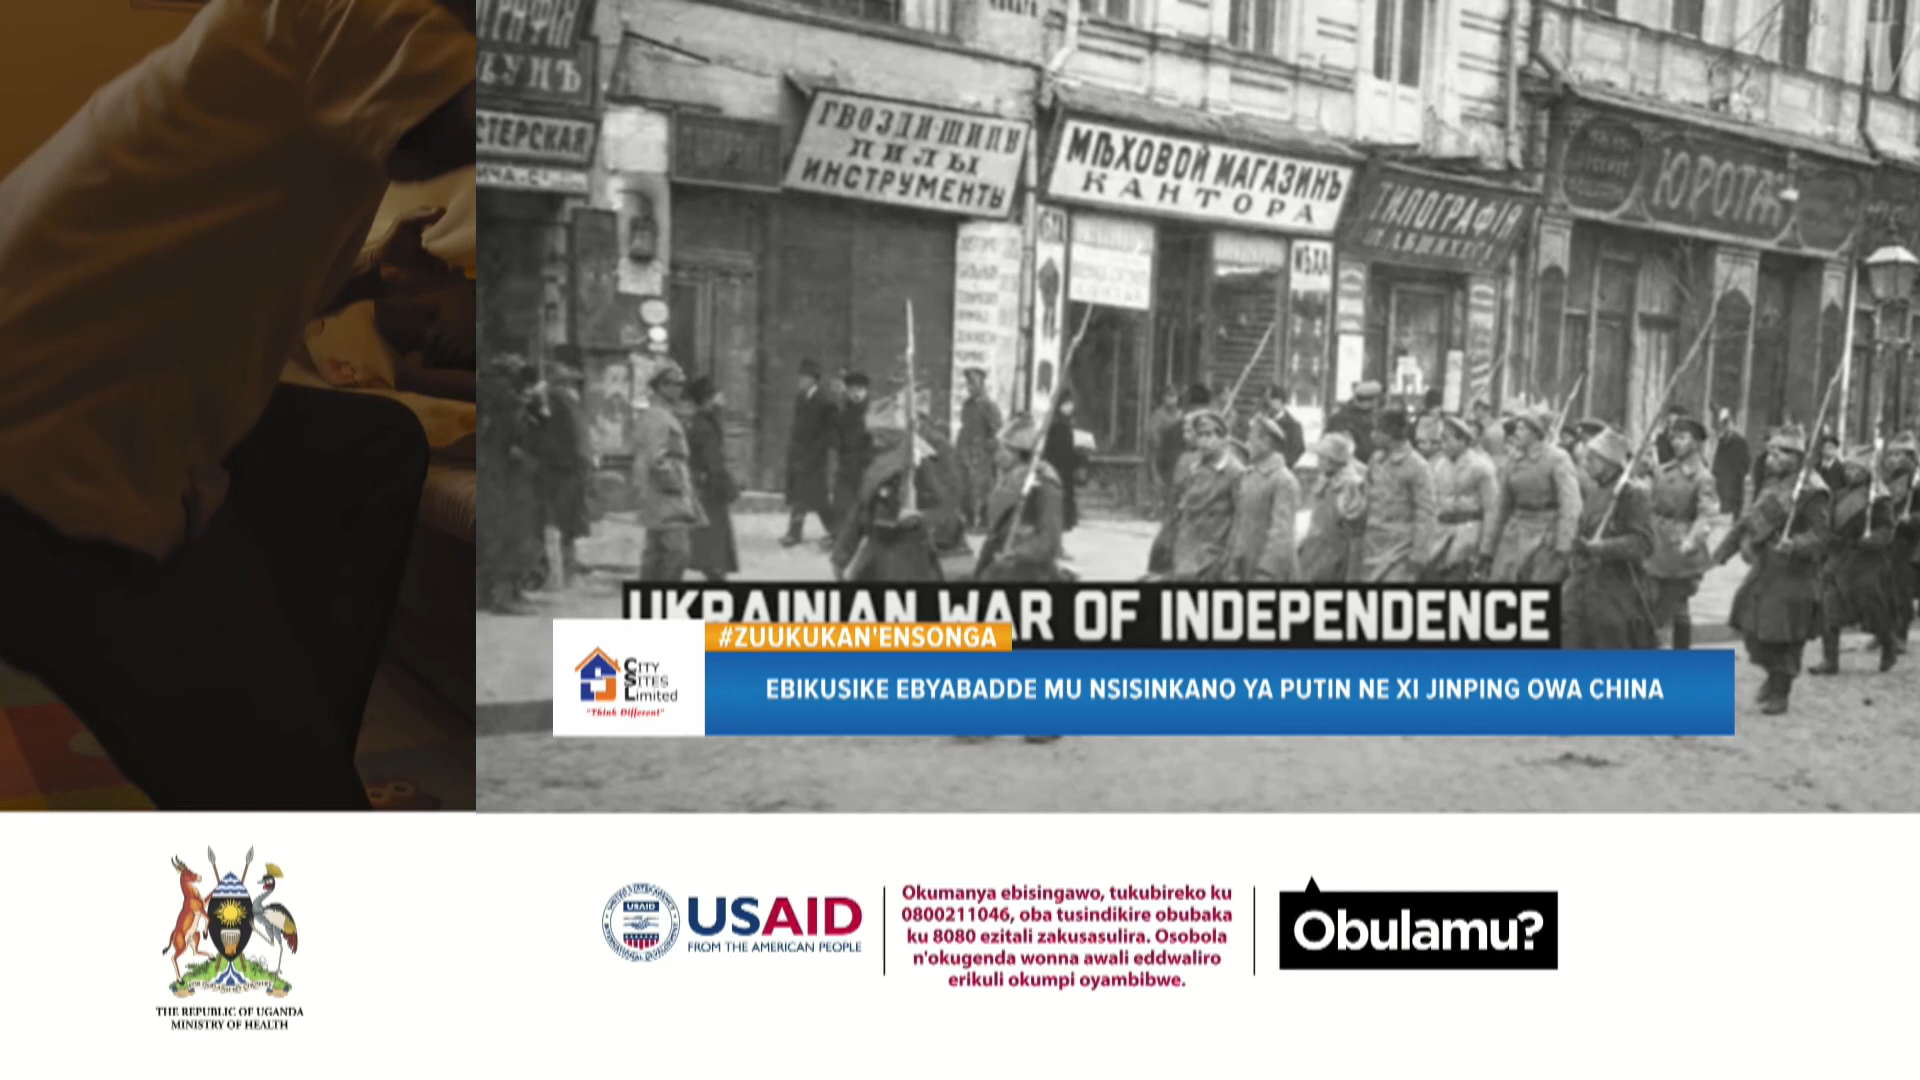 СТЕРСКАЯ
ГВОЗДИ-ШИПЫ
ПИЛЫ
ИНСТРУМЕНТЫ
МѢХОВОЙ МАГАЗИНЪ
КАНТОРА
ТИПОГРАФІЯ
МѢХА
UKRAINIAN WAR OF INDEPENDENCE
#ZUUKUKAN'ENSONGA
CITY
SITES
Limited
"Think Different"
EBIKUSIKE EBYABADDE MU NSISINKANO YA PUTIN NE XI JINPING OWA CHINA
THE REPUBLIC OF UGANDA
MINISTRY OF HEALTH
USAID
USAID
FROM THE AMERICAN PEOPLE
Okumanya ebisingawo, tukubireko ku
0800211046, oba tusindikire obubaka
ku 8080 ezitali zakusasulira. Osobola
n'okugenda wonna awali eddwaliro
erikuli okumpi oyambibwe.
Obulamu?